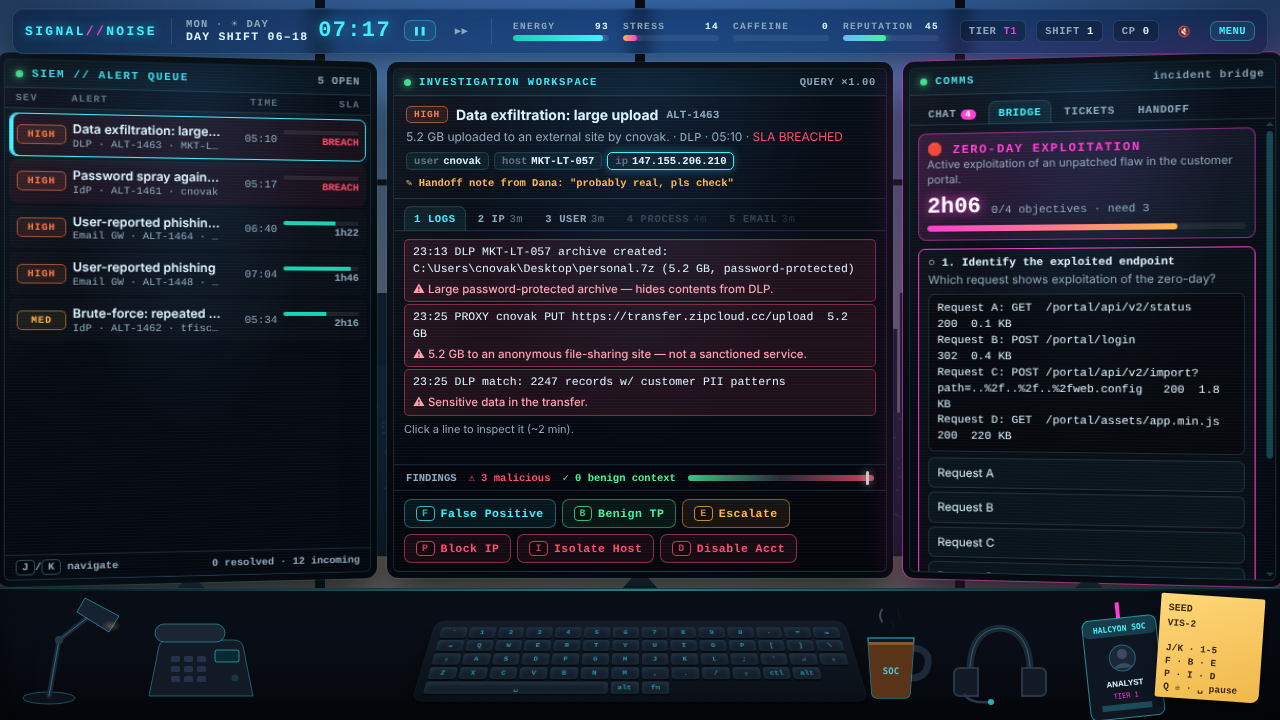 SIGNAL//NOISE
MON · ☀ DAY
DAY SHIFT 06–18
07:17
ENERGY 93
STRESS 14
CAFFEINE 0
REPUTATION 45
TIER T1
SHIFT 1
CP 0
MENU
SIEM // ALERT QUEUE
5 OPEN
SEV ALERT TIME SLA
HIGH Data exfiltration: large... 05:10
DLP · ALT-1463 · MKT-L… BREACH
HIGH Password spray again... 05:17
IdP · ALT-1461 · cnovak BREACH
HIGH User-reported phishin... 06:40
Email GW · ALT-1464 · _ 1h22
HIGH User-reported phishing 07:04
Email GW · ALT-1448 · … 1h46
MED Brute-force: repeated ... 05:34
IdP · ALT-1462 · tfisc… 2h16
J/K navigate
0 resolved · 12 incoming
INVESTIGATION WORKSPACE
QUERY ×1.00
HIGH Data exfiltration: large upload ALT-1463
5.2 GB uploaded to an external site by cnovak. · DLP · 05:10 · SLA BREACHED
user cnovak host MKT-LT-057 ip 147.155.206.210
✎ Handoff note from Dana: "probably real, pls check"
1 LOGS 2 IP 3m 3 USER 3m 4 PROCESS 4m 5 EMAIL 3m
23:13 DLP MKT-LT-057 archive created:
C:\Users\cnovak\Desktop\personal.7z (5.2 GB, password-protected)
⚠ Large password-protected archive — hides contents from DLP.
23:25 PROXY cnovak PUT https://transfer.zipcloud.cc/upload 5.2
GB
⚠ 5.2 GB to an anonymous file-sharing site — not a sanctioned service.
23:25 DLP match: 2247 records w/ customer PII patterns
⚠ Sensitive data in the transfer.
Click a line to inspect it (~2 min).
FINDINGS ⚠ 3 malicious ✓ 0 benign context
F False Positive
B Benign TP
E Escalate
P Block IP
I Isolate Host
D Disable Acct
COMMS
incident bridge
CHAT 4 BRIDGE TICKETS HANDOFF
ZERO-DAY EXPLOITATION
Active exploitation of an unpatched flaw in the customer
portal.
2h06 0/4 objectives · need 3
○ 1. Identify the exploited endpoint
Which request shows exploitation of the zero-day?
Request A: GET /portal/api/v2/status
200 0.1 KB
Request B: POST /portal/login
302 0.4 KB
Request C: POST /portal/api/v2/import?
path=..%2f..%2f..%2fweb.config 200 1.8
KB
Request D: GET /portal/assets/app.min.js
200 220 KB
Request A
Request B
Request C
SOC
HALCYON SOC
ANALYST
TIER 1
SEED
VIS-2
J/K · 1-5
F · B · E
P · I · D
Q ☕ · ␣ pause
alt fn ctl alt